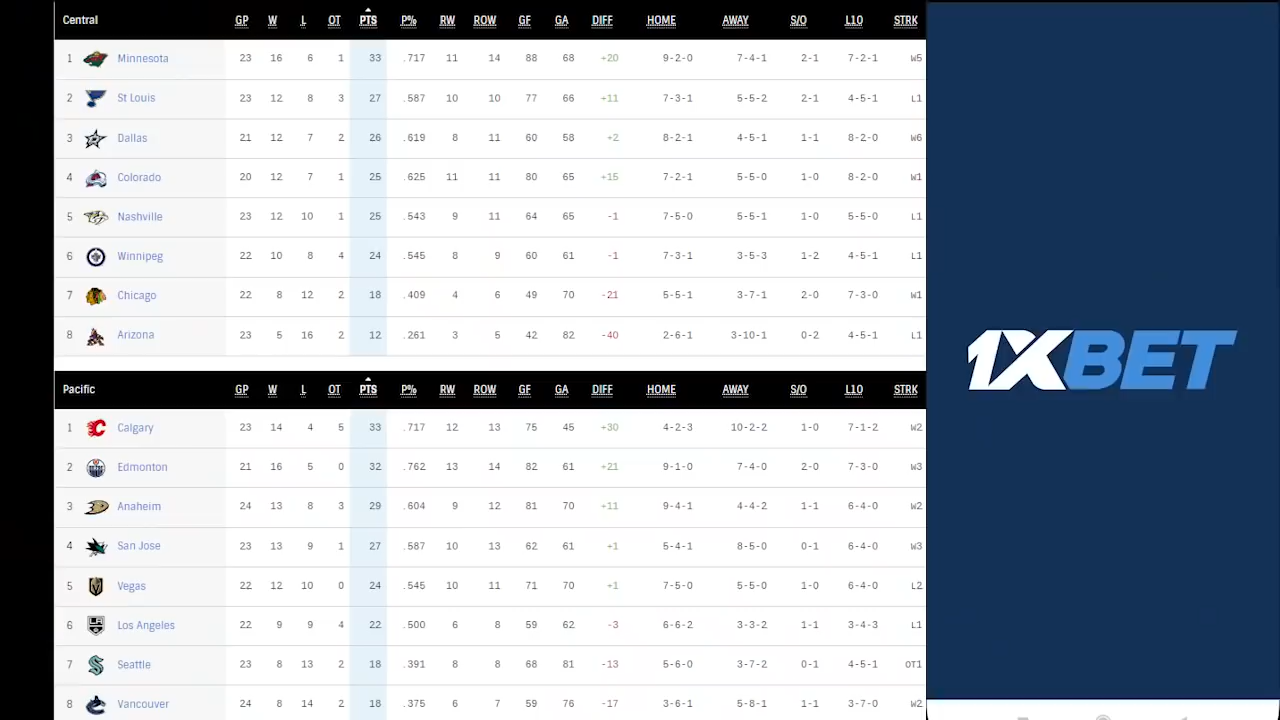 Central GP W L OT PTS P% RW ROW GF GA DIFF HOME AWAY S/O L10 STRK
1 Minnesota 23 16 6 1 33 .717 11 14 88 68 +20 9-2-0 7-4-1 2-1 7-2-1 W5
2 St Louis 23 12 8 3 27 .587 10 10 77 66 +11 7-3-1 5-5-2 2-1 4-5-1 L1
3 Dallas 21 12 7 2 26 .619 8 11 60 58 +2 8-2-1 4-5-1 1-1 8-2-0 W6
4 Colorado 20 12 7 1 25 .625 11 11 80 65 +15 7-2-1 5-5-0 1-0 8-2-0 W1
5 Nashville 23 12 10 1 25 .543 9 11 64 65 -1 7-5-0 5-5-1 1-0 5-5-0 L1
6 Winnipeg 22 10 8 4 24 .545 8 9 60 61 -1 7-3-1 3-5-3 1-2 4-5-1 L1
7 Chicago 22 8 12 2 18 .409 4 6 49 70 -21 5-5-1 3-7-1 2-0 7-3-0 W1
8 Arizona 23 5 16 2 12 .261 3 5 42 82 -40 2-6-1 3-10-1 0-2 4-5-1 L1
Pacific GP W L OT PTS P% RW ROW GF GA DIFF HOME AWAY S/O L10 STRK
1 Calgary 23 14 4 5 33 .717 12 13 75 45 +30 4-2-3 10-2-2 1-0 7-1-2 W2
2 Edmonton 21 16 5 0 32 .762 13 14 82 61 +21 9-1-0 7-4-0 2-0 7-3-0 W3
3 Anaheim 24 13 8 3 29 .604 9 12 81 70 +11 9-4-1 4-4-2 1-1 6-4-0 W2
4 San Jose 23 13 9 1 27 .587 10 13 62 61 +1 5-4-1 8-5-0 0-1 6-4-0 W3
5 Vegas 22 12 10 0 24 .545 10 11 71 70 +1 7-5-0 5-5-0 1-0 6-4-0 L2
6 Los Angeles 22 9 9 4 22 .500 6 8 59 62 -3 6-6-2 3-3-2 1-1 3-4-3 L1
7 Seattle 23 8 13 2 18 .391 8 8 68 81 -13 5-6-0 3-7-2 0-1 4-5-1 OT1
8 Vancouver 24 8 14 2 18 .375 6 7 59 76 -17 3-6-1 5-8-1 1-1 3-7-0 W2
1XBET